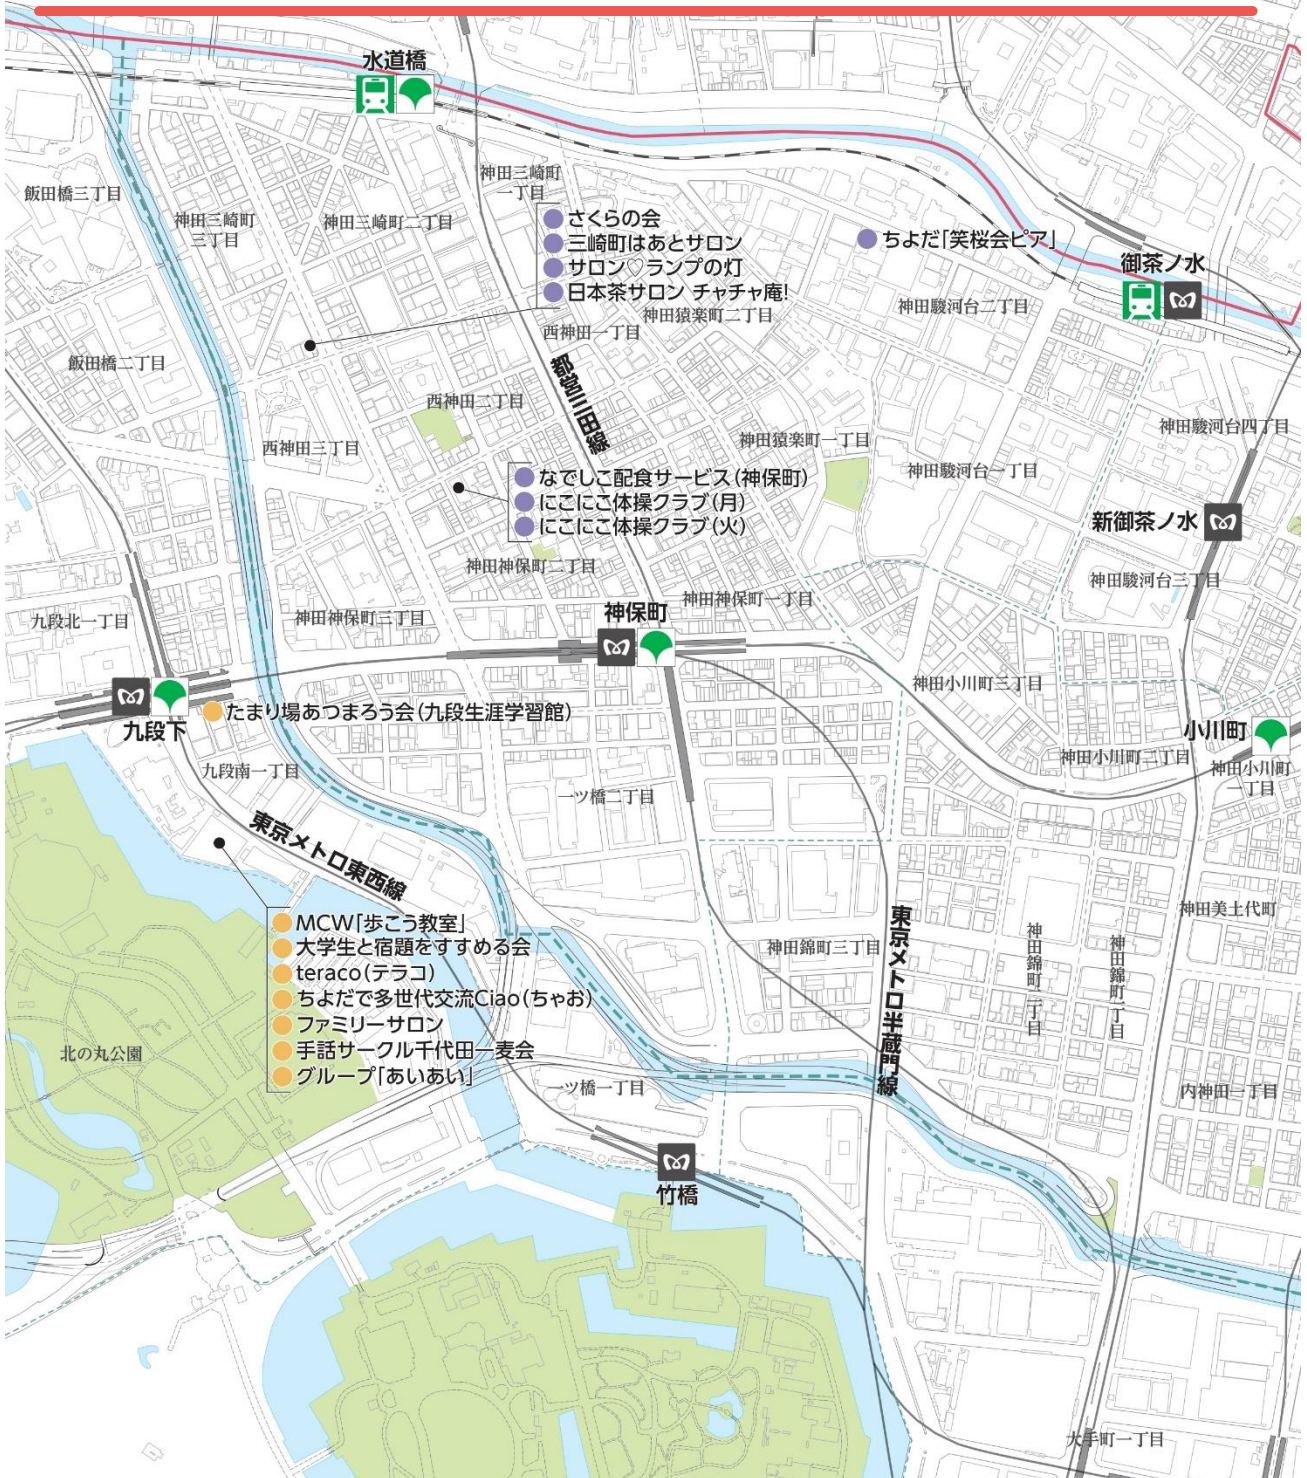 水道橋
神田三崎町
一丁目
飯田橋三丁目
神田三崎町
三丁目
神田三崎町二丁目
さくらの会
三崎町はあとサロン
サロン♡ランプの灯
日本茶サロン チャチャ庵!
ちよだ「笑桜会ピア」
御茶ノ水
神田猿楽町二丁目
神田駿河台二丁目
西神田一丁目
飯田橋二丁目
都営三田線
西神田二丁目
西神田三丁目
神田猿楽町一丁目
神田駿河台四丁目
神田駿河台一丁目
なでしこ配食サービス(神保町)
にこにこ体操クラブ(月)
にこにこ体操クラブ(火)
新御茶ノ水
神田神保町二丁目
神田駿河台三丁目
九段北一丁目
神田神保町三丁目
神保町
神田神保町一丁目
神田小川町三丁目
九段下
たまり場あつまろう会(九段生涯学習館)
小川町
神田小川町二丁目
神田小川町
一丁目
九段南一丁目
一ツ橋二丁目
東京メトロ東西線
MCW「歩こう教室」
大学生と宿題をすすめる会
teraco(テラコ)
ちよだで多世代交流Ciao(ちゃお)
ファミリーサロン
手話サークル千代田一麦会
グループ「あいあい」
神田錦町三丁目
東京メトロ半蔵門線
神田錦町二丁目
神田錦町一丁目
神田美土代町
北の丸公園
一ツ橋一丁目
内神田一丁目
竹橋
大手町一丁目